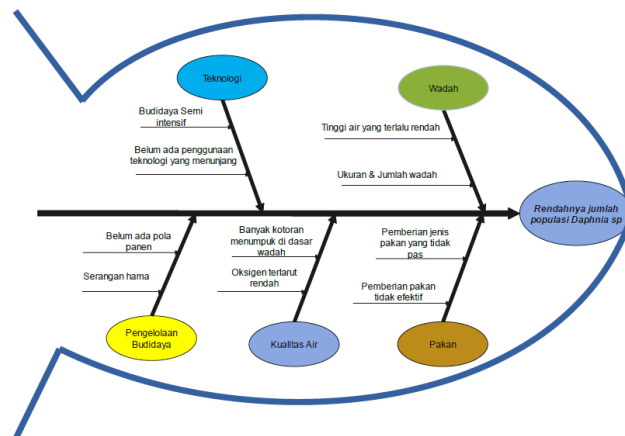 Teknologi
Wadah
Budidaya Semi
intensif
Belum ada penggunaan
teknologi yang menunjang
Tinggi air yang terlalu rendah
Ukuran & Jumlah wadah
Rendahnya jumlah
populasi Daphnia sp
Belum ada pola
panen
Serangan hama
Banyak kotoran
menumpuk di dasar
wadah
Oksigen terlarut
rendah
Pemberian jenis
pakan yang tidak
pas
Pemberian pakan
tidak efektif
Pengelolaan
Budidaya
Kualitas Air
Pakan